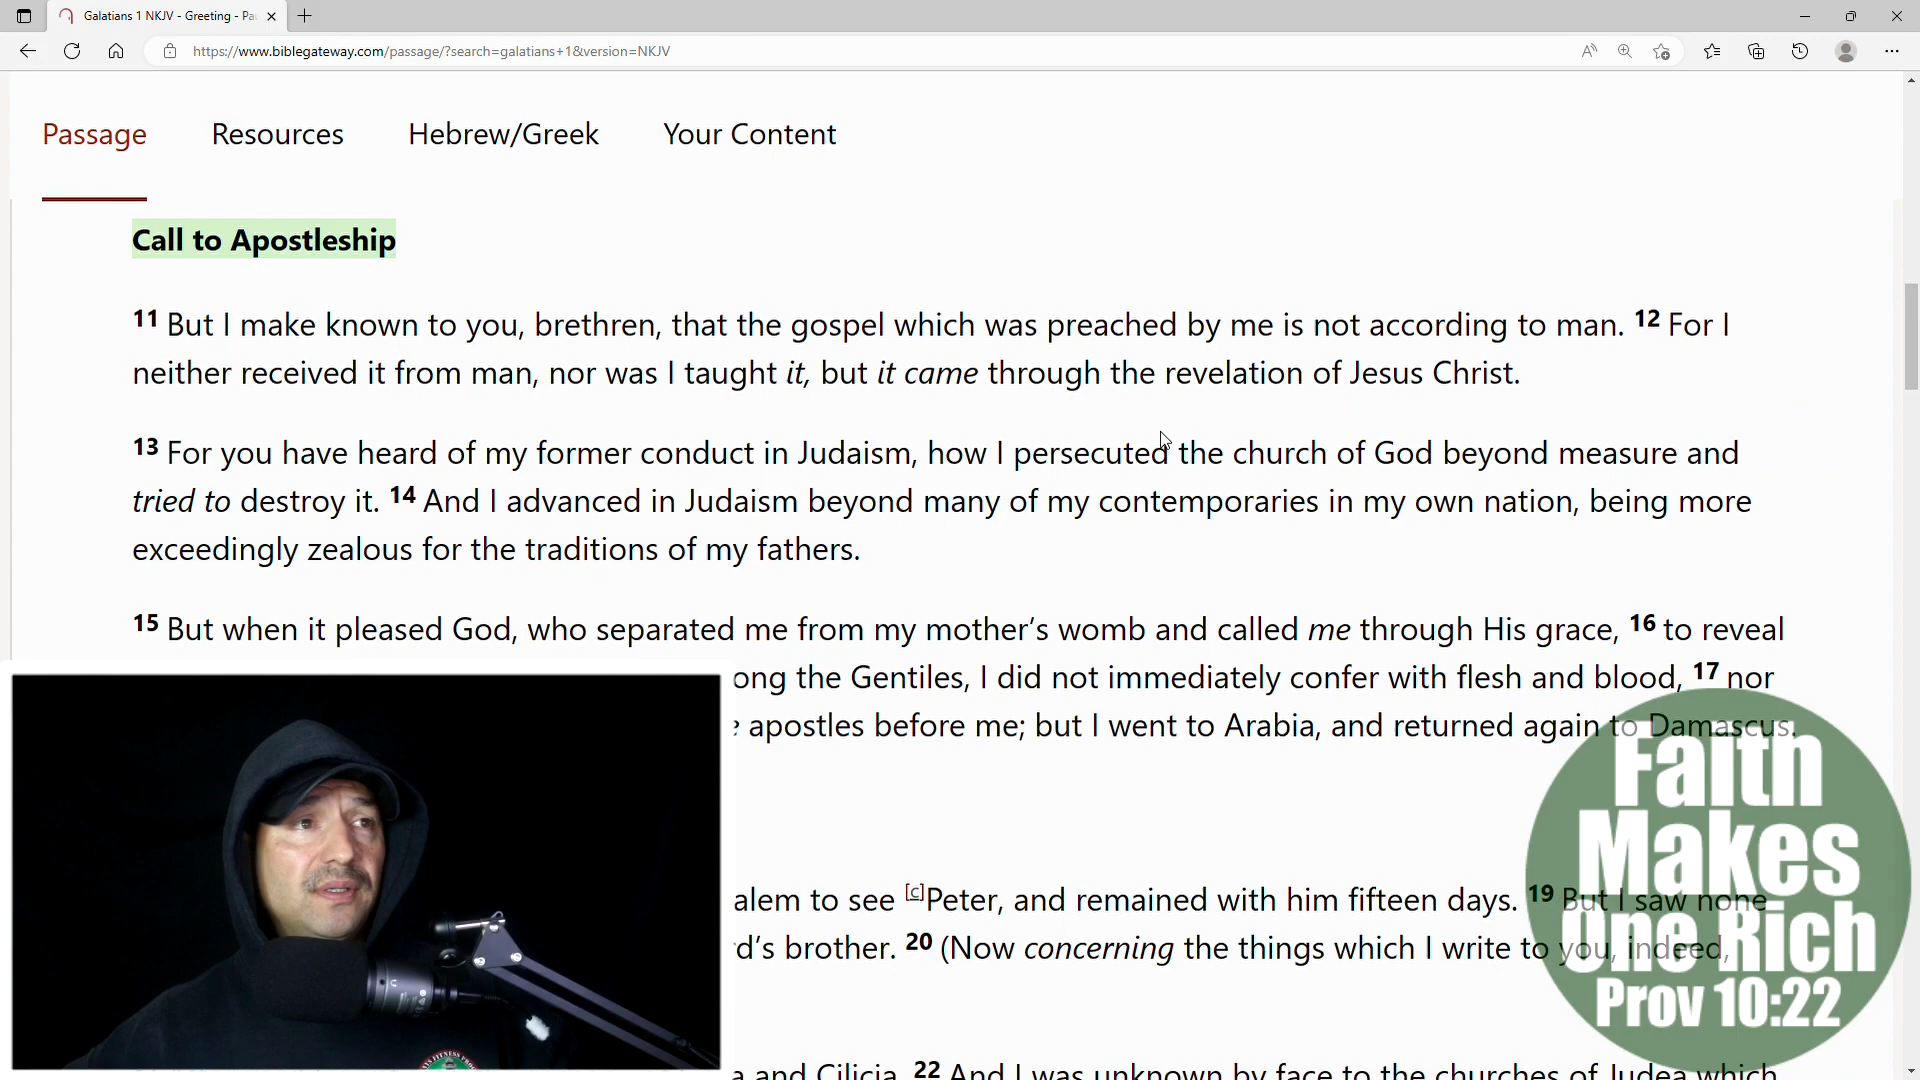 Galatians 1 NKJV - Greeting - Pa
https://www.biblegateway.com/passage/?search=galatians+1&version=NKJV
Passage Resources Hebrew/Greek Your Content
Call to Apostleship
11 But I make known to you, brethren, that the gospel which was preached by me is not according to man. 12 For I
neither received it from man, nor was I taught it, but it came through the revelation of Jesus Christ.
13 For you have heard of my former conduct in Judaism, how I persecuted the church of God beyond measure and
tried to destroy it. 14 And I advanced in Judaism beyond many of my contemporaries in my own nation, being more
exceedingly zealous for the traditions of my fathers.
15 But when it pleased God, who separated me from my mother's womb and called me through His grace, 16 to reveal
ong the Gentiles, I did not immediately confer with flesh and blood, 17 nor
apostles before me; but I went to Arabia, and returned again to Damascus.
alem to see [c]Peter, and remained with him fifteen days. 19 But I saw none
d's brother. 20 (Now concerning the things which I write to you, indeed,
a and Cilicia. 22 And I was unknown by face to the churches of Judea which
Faith
Makes
One Rich
Prov 10:22